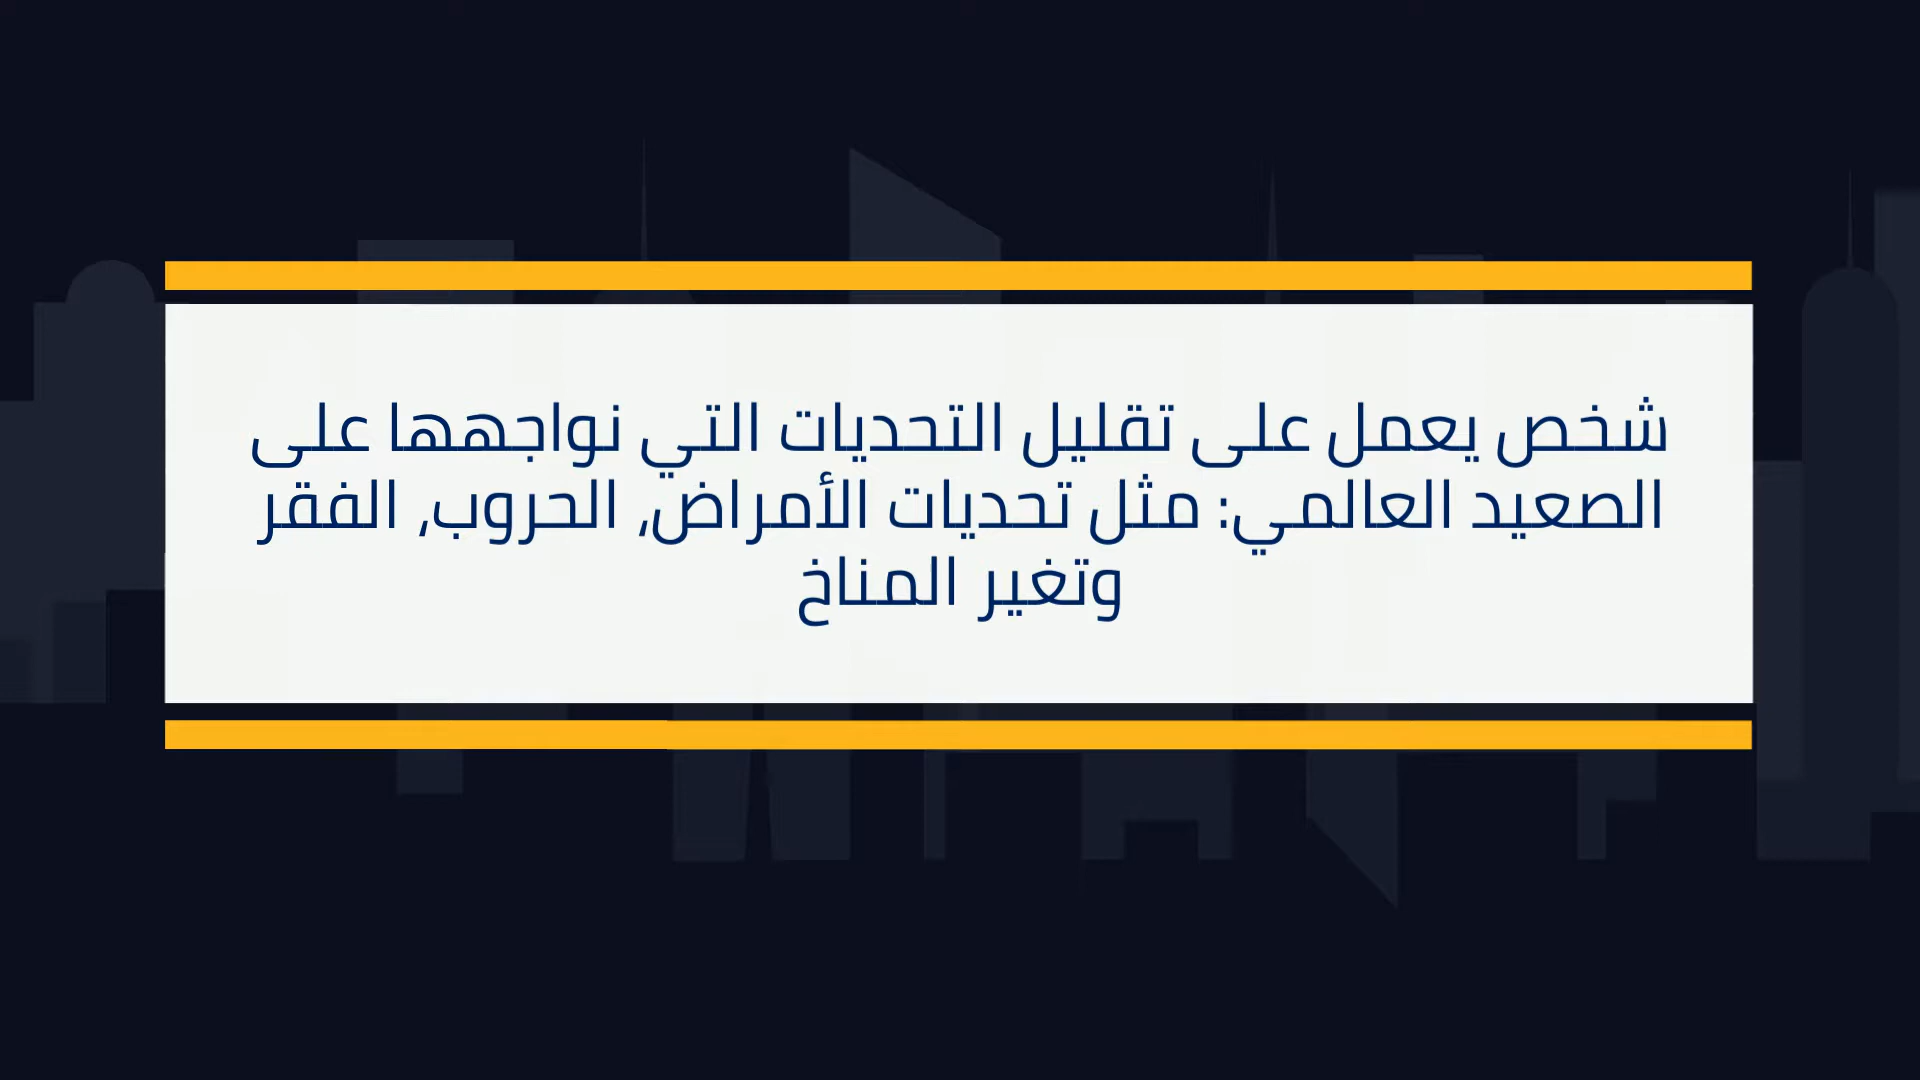 شخص يعمل على تقليل التحديات التي نواجهها على
الصعيد العالمي: مثل تحديات الأمراض، الحروب، الفقر
وتغير المناخ